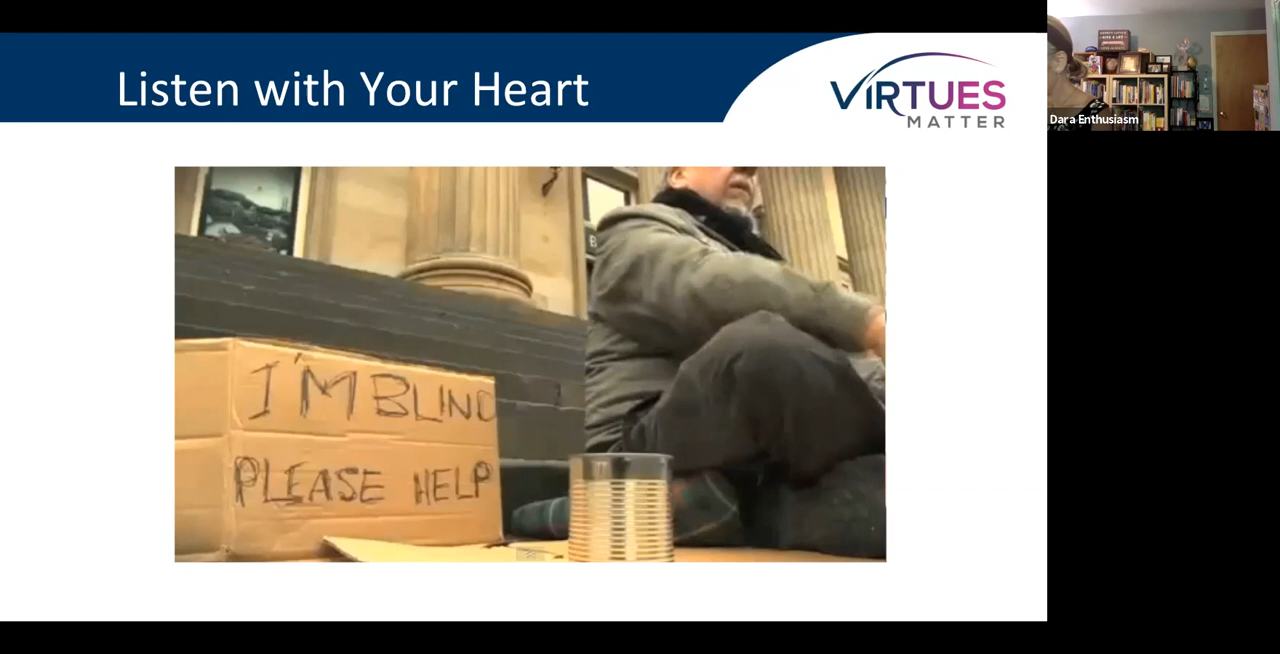 Listen with Your Heart
VIRTUES
MATTER
Dara Enthusiasm
I'M BLIND
PLEASE HELP